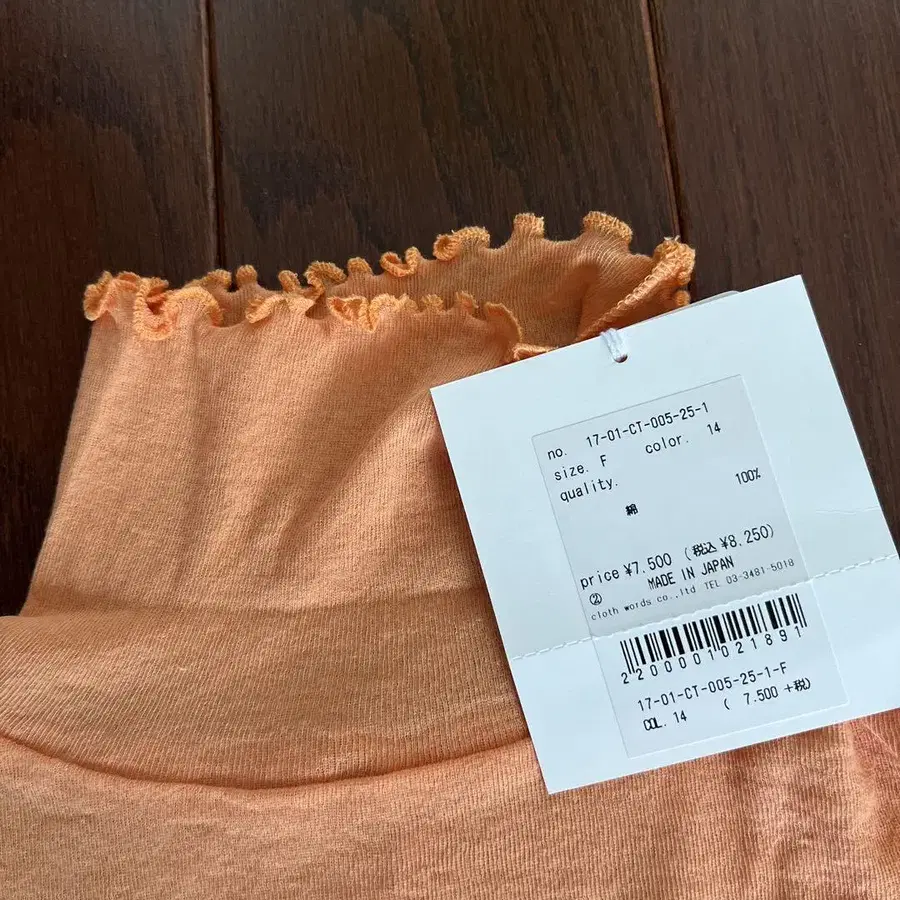 no. 17-01-CT-005-25-1
size. F color. 14
quality.
100%
綿
price ¥7.500 (税込 ¥8.250)
② MADE IN JAPAN
cloth words co.,ltd TEL 03-3481-5018
2200001021891
17-01-CT-005-25-1-F
COL. 14 ( 7.500 +税)